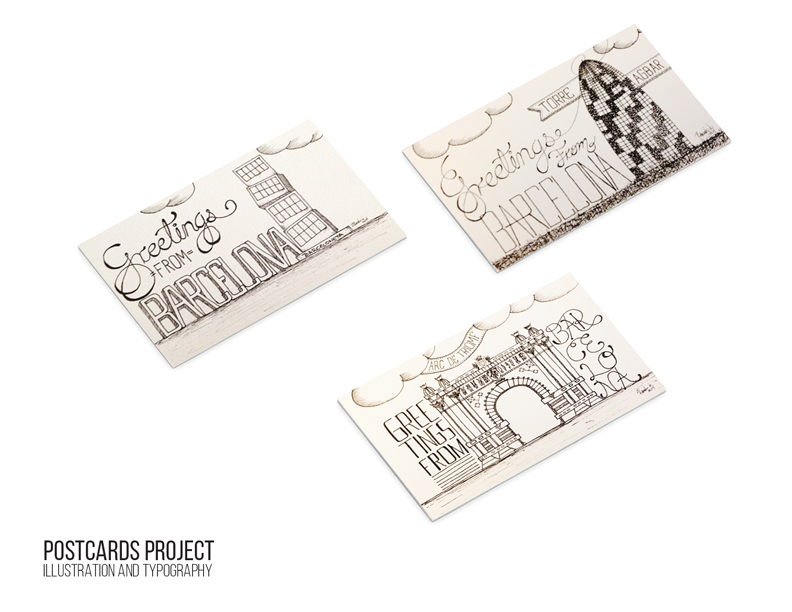 Greetings
FROM
BARCELONA
BARCELONETA
TORRE AGBAR
Greetings
From
BARCELONA
ARC DE TRIOMF
GREE
TINGS
FROM
BAR
CE
LO
NA
POSTCARDS PROJECT
ILLUSTRATION AND TYPOGRAPHY